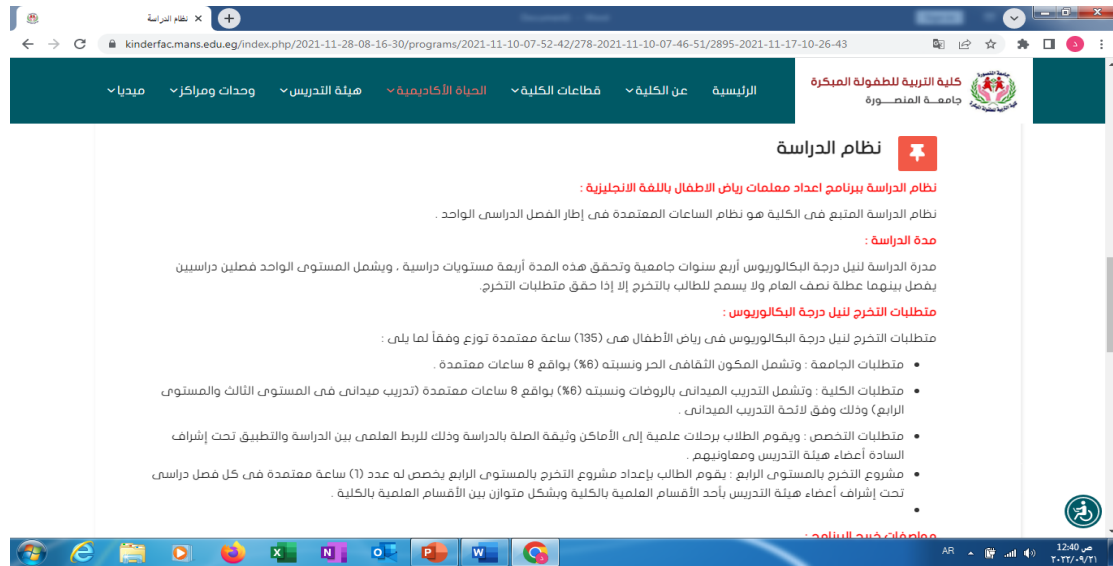 نظام الدراسة
kinderfac.mans.edu.eg/index.php/2021-11-28-08-16-30/programs/2021-11-10-07-52-42/278-2021-11-10-07-46-51/2895-2021-11-17-10-26-43
كلية التربية للطفولة المبكرة
جامعــة المنصـــــورة
الرئيسية عن الكلية قطاعات الكلية الحياة الأكاديمية هيئة التدريس وحدات ومراكز ميديا
نظام الدراسة
نظام الدراسة ببرنامج اعداد معلمات رياض الاطفال باللغة الانجليزية :
نظام الدراسة المتبع فى الكلية هو نظام الساعات المعتمدة فى إطار الفصل الدراسى الواحد .
مدة الدراسة :
مدرة الدراسة لنيل درجة البكالوريوس أربع سنوات جامعية وتحقق هذه المدة أربعة مستويات دراسية ، ويشمل المستوى الواحد فصلين دراسيين
يفصل بينهما عطلة نصف العام ولا يسمح للطالب بالتخرج إلا إذا حقق متطلبات التخرج.
متطلبات التخرج لنيل درجة البكالوريوس :
متطلبات التخرج لنيل درجة البكالوريوس فى رياض الأطفال هى (135) ساعة معتمدة توزع وفقاً لما يلى :
متطلبات الجامعة : وتشمل المكون الثقافى الحر ونسبته (6%) بواقع 8 ساعات معتمدة .
متطلبات الكلية : وتشمل التدريب الميدانى بالروضات ونسبته (6%) بواقع 8 ساعات معتمدة (تدريب ميدانى فى المستوى الثالث والمستوى
الرابع) وذلك وفق لائحة التدريب الميدانى .
متطلبات التخصص : ويقوم الطلاب برحلات علمية إلى الأماكن وثيقة الصلة بالدراسة وذلك للربط العلمى بين الدراسة والتطبيق تحت إشراف
السادة أعضاء هيئة التدريس ومعاونيهم .
مشروع التخرج بالمستوى الرابع : يقوم الطالب بإعداد مشروع التخرج بالمستوى الرابع يخصص له عدد (1) ساعة معتمدة فى كل فصل دراسى
تحت إشراف أعضاء هيئة التدريس بأحد الأقسام العلمية بالكلية وبشكل متوازن بين الأقسام العلمية بالكلية .
مواصفات خريج البرنامج :
AR
12:40 ص
٢٠٢٢/٠٩/٢١